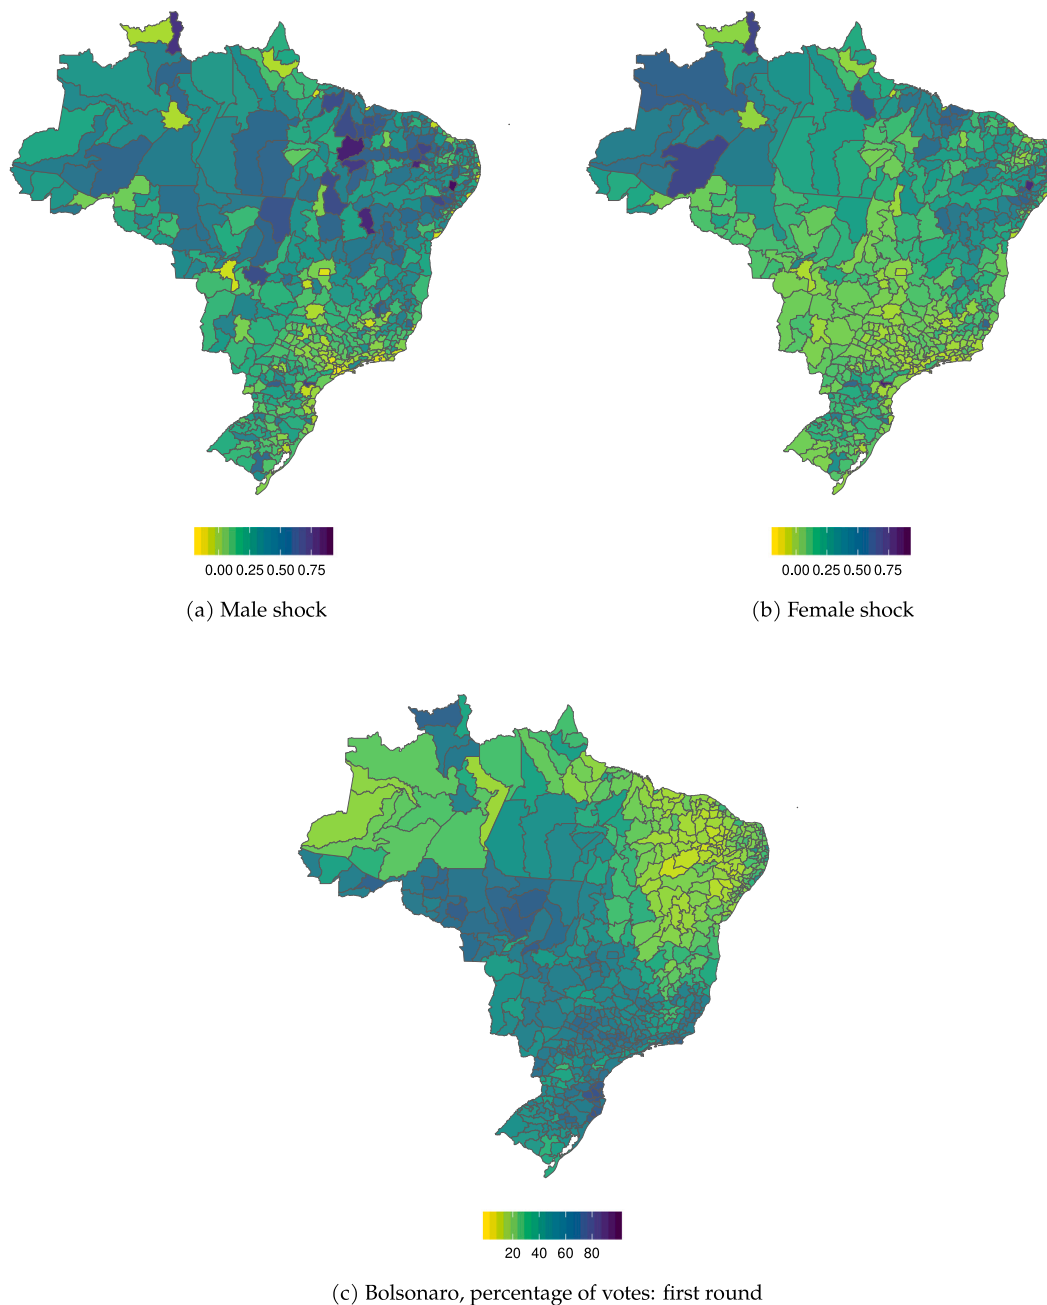 0.00 0.25 0.50 0.75
(a) Male shock
0.00 0.25 0.50 0.75
(b) Female shock
20 40 60 80
(c) Bolsonaro, percentage of votes: first round